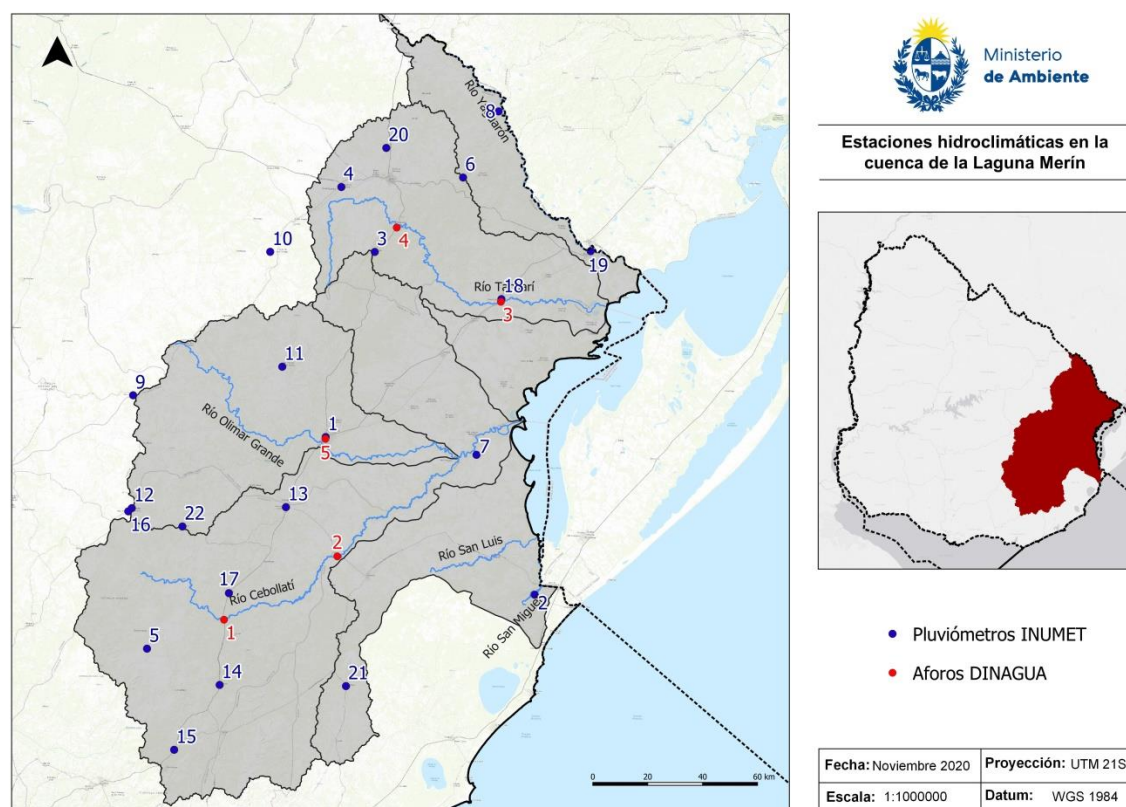 Río Yaguarón
8
20
6
4
4
3
10
19
Río Tacuarí
18
3
11
9
Río Olimar Grande
1
5
7
12
16
22
13
2
Río San Luis
17
Río Cebollatí
1
2
Río San Miguel
5
14
21
15
0 20 40 60 km
Ministerio
de Ambiente
Estaciones hidroclimáticas en la
cuenca de la Laguna Merín
Pluviómetros INUMET
Aforos DINAGUA
Fecha: Noviembre 2020
Proyección: UTM 21S
Escala: 1:1000000
Datum: WGS 1984